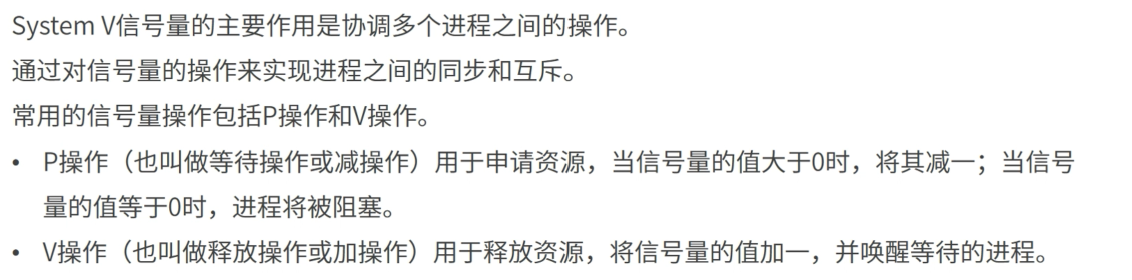 System V信号量的主要作用是协调多个进程之间的操作。
通过对信号量的操作来实现进程之间的同步和互斥。
常用的信号量操作包括P操作和V操作。
• P操作（也叫做等待操作或减操作）用于申请资源，当信号量的值大于0时，将其减一；当信号
量的值等于0时，进程将被阻塞。
• V操作（也叫做释放操作或加操作）用于释放资源，将信号量的值加一，并唤醒等待的进程。